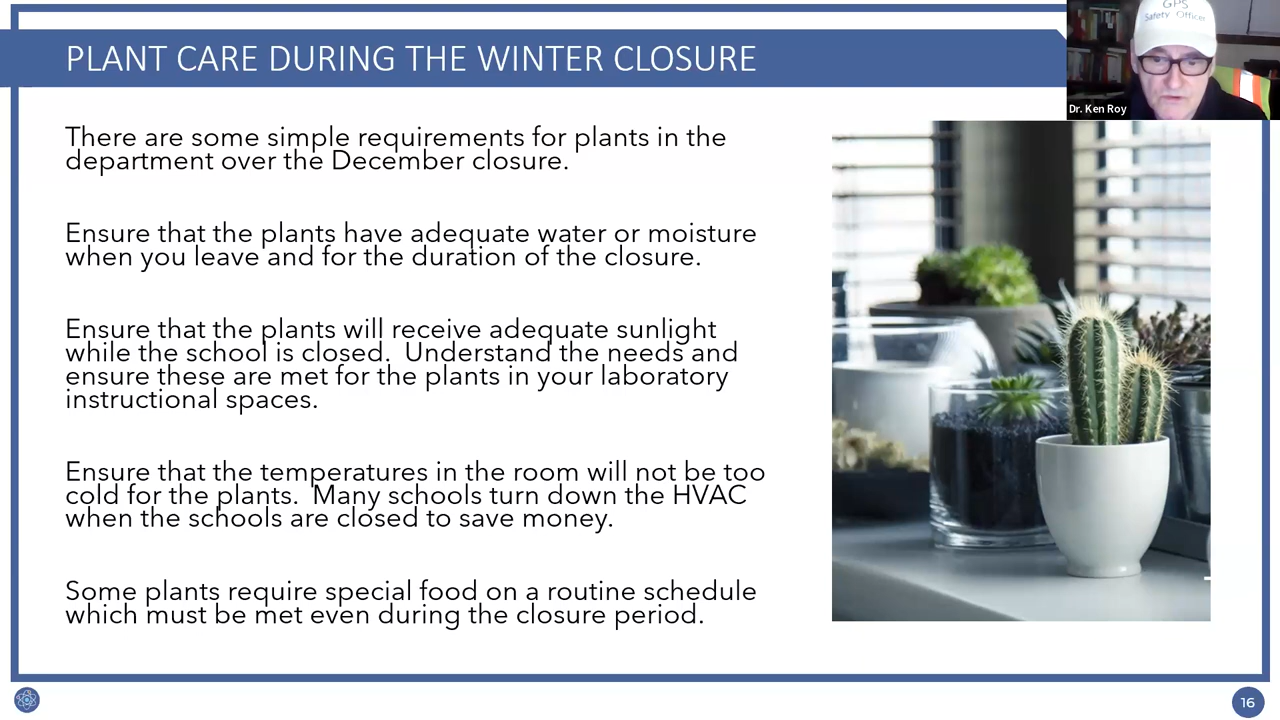 PLANT CARE DURING THE WINTER CLOSURE
GPS
Safety Officer
Dr. Ken Roy
There are some simple requirements for plants in the
department over the December closure.
Ensure that the plants have adequate water or moisture
when you leave and for the duration of the closure.
Ensure that the plants will receive adequate sunlight
while the school is closed.  Understand the needs and
ensure these are met for the plants in your laboratory
instructional spaces.
Ensure that the temperatures in the room will not be too
cold for the plants.  Many schools turn down the HVAC
when the schools are closed to save money.
Some plants require special food on a routine schedule
which must be met even during the closure period.
16